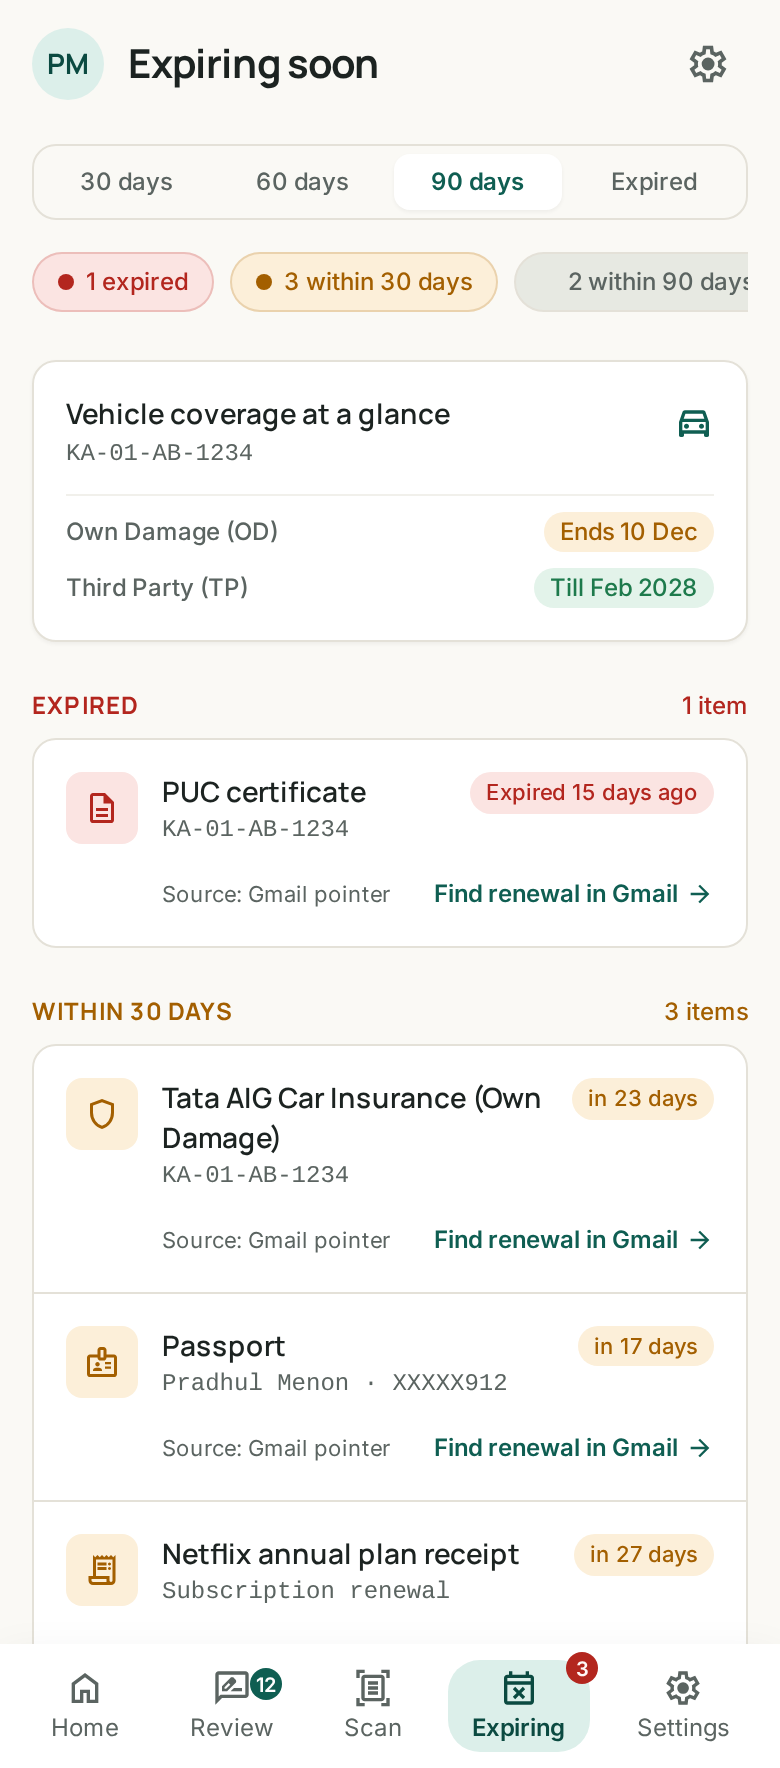 PM
Expiring soon
30 days
60 days
90 days
Expired
1 expired
3 within 30 days
2 within 90 days
Vehicle coverage at a glance
KA-01-AB-1234
Own Damage (OD)
Ends 10 Dec
Third Party (TP)
Till Feb 2028
EXPIRED
1 item
PUC certificate
Expired 15 days ago
KA-01-AB-1234
Source: Gmail pointer
Find renewal in Gmail →
WITHIN 30 DAYS
3 items
Tata AIG Car Insurance (Own
Damage)
in 23 days
KA-01-AB-1234
Source: Gmail pointer
Find renewal in Gmail →
Passport
in 17 days
Pradhul Menon · XXXXX912
Source: Gmail pointer
Find renewal in Gmail →
Netflix annual plan receipt
in 27 days
Subscription renewal
12
3
Home
Review
Scan
Expiring
Settings